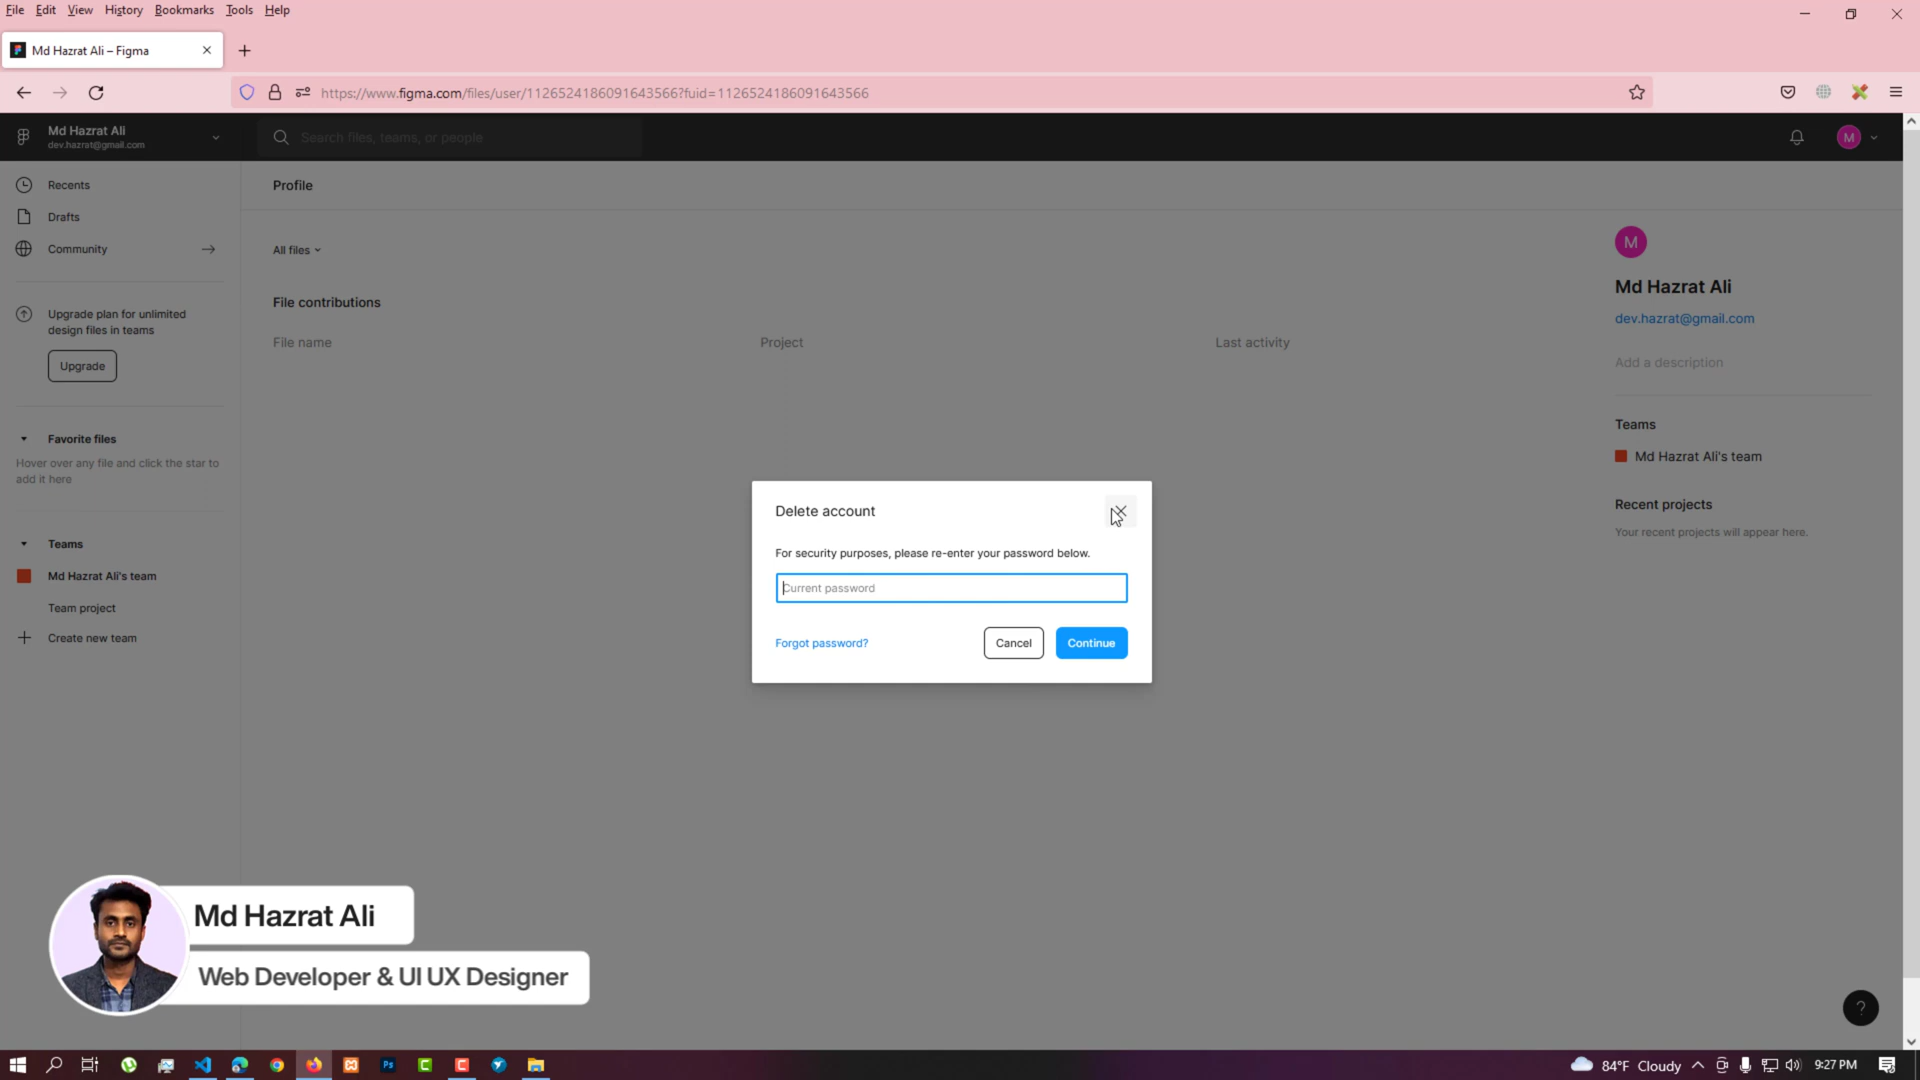 File Edit View History Bookmarks Tools Help
Md Hazrat Ali – Figma
https://www.figma.com/files/user/1126524186091643566?fuid=1126524186091643566
Md Hazrat Ali
dev.hazrat@gmail.com
Search files, teams, or people
M
Recents
Drafts
Community
Upgrade plan for unlimited
design files in teams
Upgrade
Favorite files
Hover over any file and click the star to
add it here
Teams
Md Hazrat Ali's team
Team project
Create new team
Profile
All files
File contributions
File name Project Last activity
M
Md Hazrat Ali
dev.hazrat@gmail.com
Add a description
Teams
Md Hazrat Ali's team
Recent projects
Your recent projects will appear here.
Delete account
For security purposes, please re-enter your password below.
Current password
Forgot password? Cancel Continue
Md Hazrat Ali
Web Developer & UI UX Designer
?
Ps C C
84°F Cloudy 9:27 PM